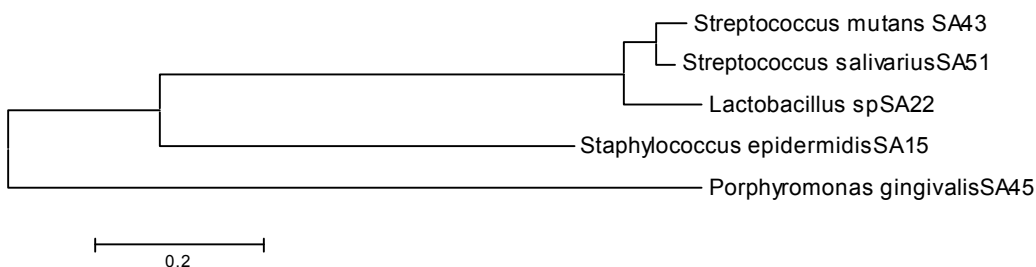 Streptococcus mutans SA43
Streptococcus salivariusSA51
Lactobacillus spSA22
Staphylococcus epidermidisSA15
Porphyromonas gingivalisSA45
0.2